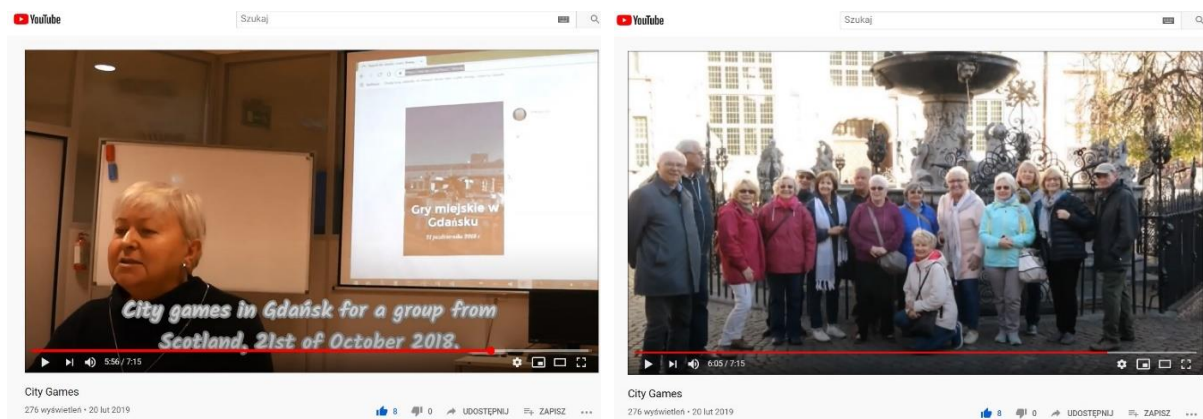 YouTube
Szukaj
Gry miejskie w
Gdańsku
City games in Gdańsk for a group from
Scotland, 21st of October 2018.
5:56 / 7:15
City Games
276 wyświetleń • 20 lut 2019
8
0
UDOSTĘPNIJ
ZAPISZ
YouTube
Szukaj
6:05 / 7:15
City Games
276 wyświetleń • 20 lut 2019
8
0
UDOSTĘPNIJ
ZAPISZ